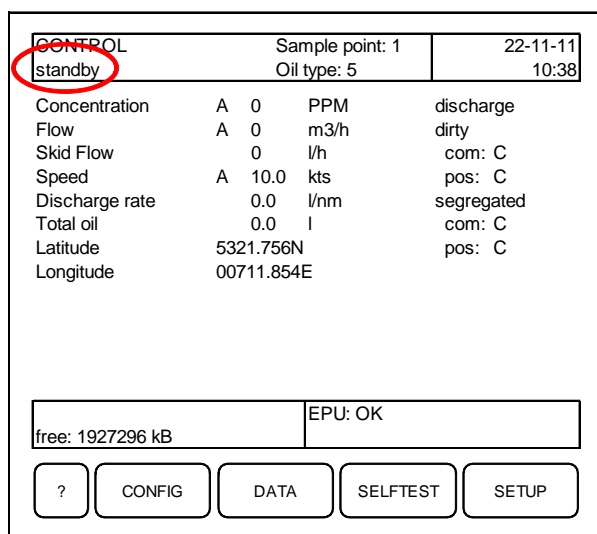 CONTROL Sample point: 1 22-11-11
standby Oil type: 5 10:38
Concentration A 0 PPM discharge
Flow A 0 m3/h dirty
Skid Flow 0 l/h com: C
Speed A 10.0 kts pos: C
Discharge rate 0.0 l/nm segregated
Total oil 0.0 l com: C
Latitude 5321.756N pos: C
Longitude 00711.854E
EPU: OK
free: 1927296 kB
? CONFIG DATA SELFTEST SETUP